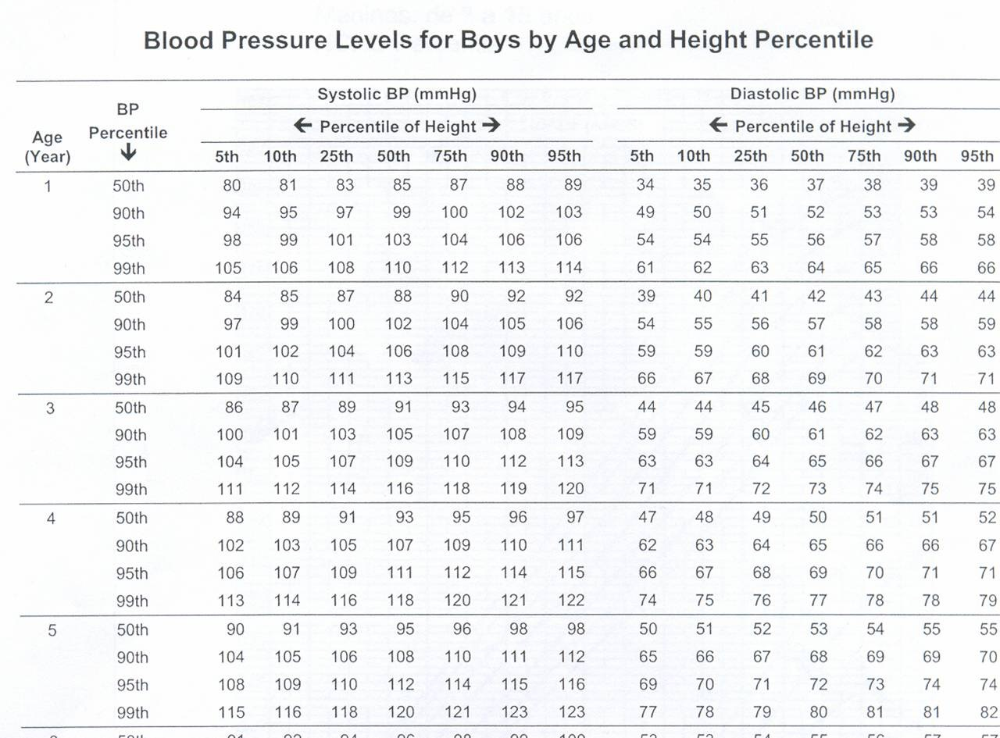 Blood Pressure Levels for Boys by Age and Height Percentile
Systolic BP (mmHg) Diastolic BP (mmHg)
BP
Percentile ← Percentile of Height → ← Percentile of Height →
Age
(Year) ↓ 5th 10th 25th 50th 75th 90th 95th 5th 10th 25th 50th 75th 90th 95th
1 50th 80 81 83 85 87 88 89 34 35 36 37 38 39 39
90th 94 95 97 99 100 102 103 49 50 51 52 53 53 54
95th 98 99 101 103 104 106 106 54 54 55 56 57 58 58
99th 105 106 108 110 112 113 114 61 62 63 64 65 66 66
2 50th 84 85 87 88 90 92 92 39 40 41 42 43 44 44
90th 97 99 100 102 104 105 106 54 55 56 57 58 58 59
95th 101 102 104 106 108 109 110 59 59 60 61 62 63 63
99th 109 110 111 113 115 117 117 66 67 68 69 70 71 71
3 50th 86 87 89 91 93 94 95 44 44 45 46 47 48 48
90th 100 101 103 105 107 108 109 59 59 60 61 62 63 63
95th 104 105 107 109 110 112 113 63 63 64 65 66 67 67
99th 111 112 114 116 118 119 120 71 71 72 73 74 75 75
4 50th 88 89 91 93 95 96 97 47 48 49 50 51 51 52
90th 102 103 105 107 109 110 111 62 63 64 65 66 66 67
95th 106 107 109 111 112 114 115 66 67 68 69 70 71 71
99th 113 114 116 118 120 121 122 74 75 76 77 78 78 79
5 50th 90 91 93 95 96 98 98 50 51 52 53 54 55 55
90th 104 105 106 108 110 111 112 65 66 67 68 69 69 70
95th 108 109 110 112 114 115 116 69 70 71 72 73 74 74
99th 115 116 118 120 121 123 123 77 78 79 80 81 81 82